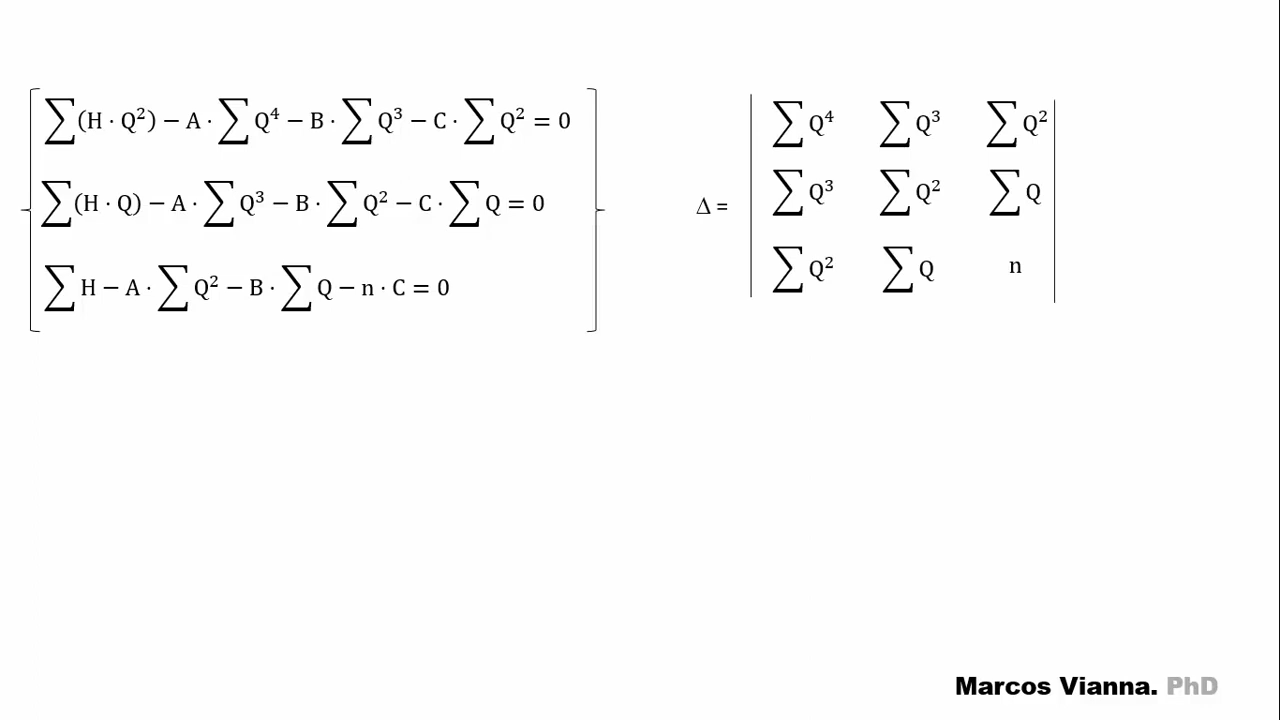 ∑(H · Q²) − A · ∑ Q⁴ − B · ∑ Q³ − C · ∑ Q² = 0
∑(H · Q) − A · ∑ Q³ − B · ∑ Q² − C · ∑ Q = 0
∑ H − A · ∑ Q² − B · ∑ Q − n · C = 0
Δ =
∑ Q⁴ ∑ Q³ ∑ Q²
∑ Q³ ∑ Q² ∑ Q
∑ Q² ∑ Q n
Marcos Vianna. PhD